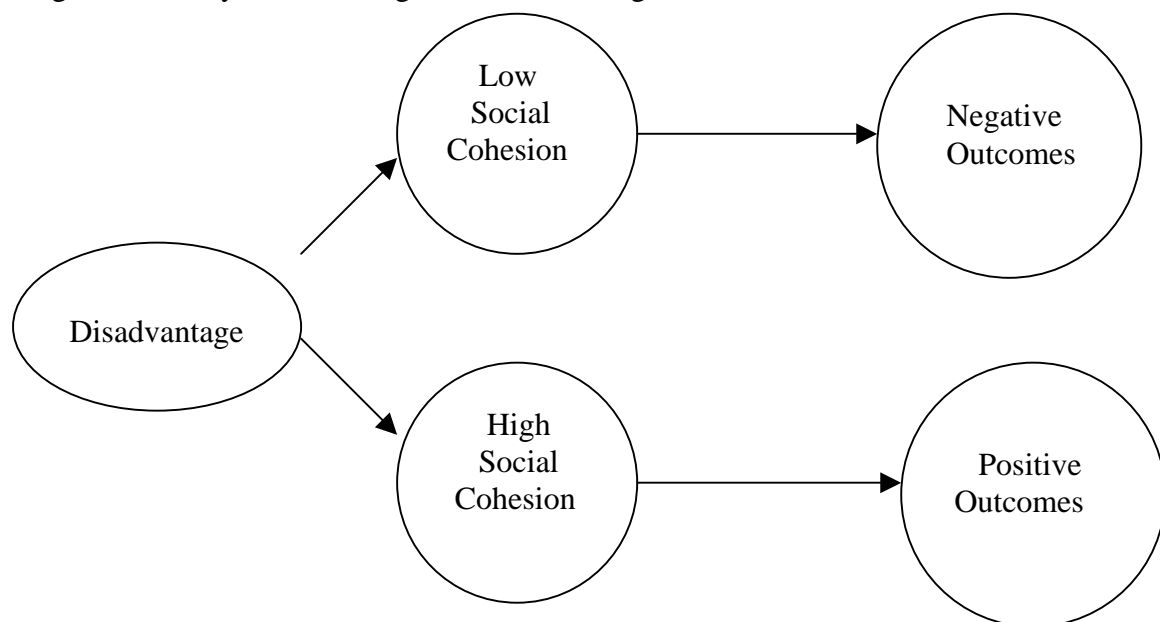 Low
Social
Cohesion
Negative
Outcomes
Disadvantage
High
Social
Cohesion
Positive
Outcomes